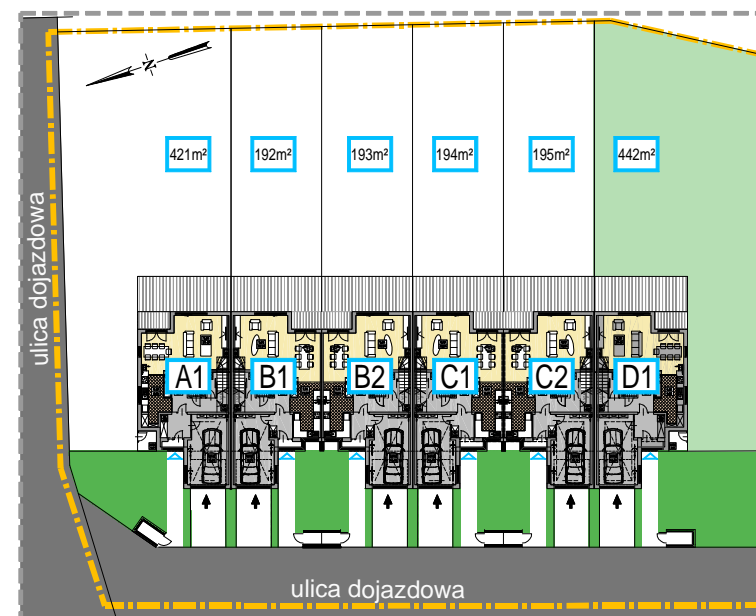 N
421m²
192m²
193m²
194m²
195m²
442m²
ulica dojazdowa
A1
B1
B2
C1
C2
D1
ulica dojazdowa